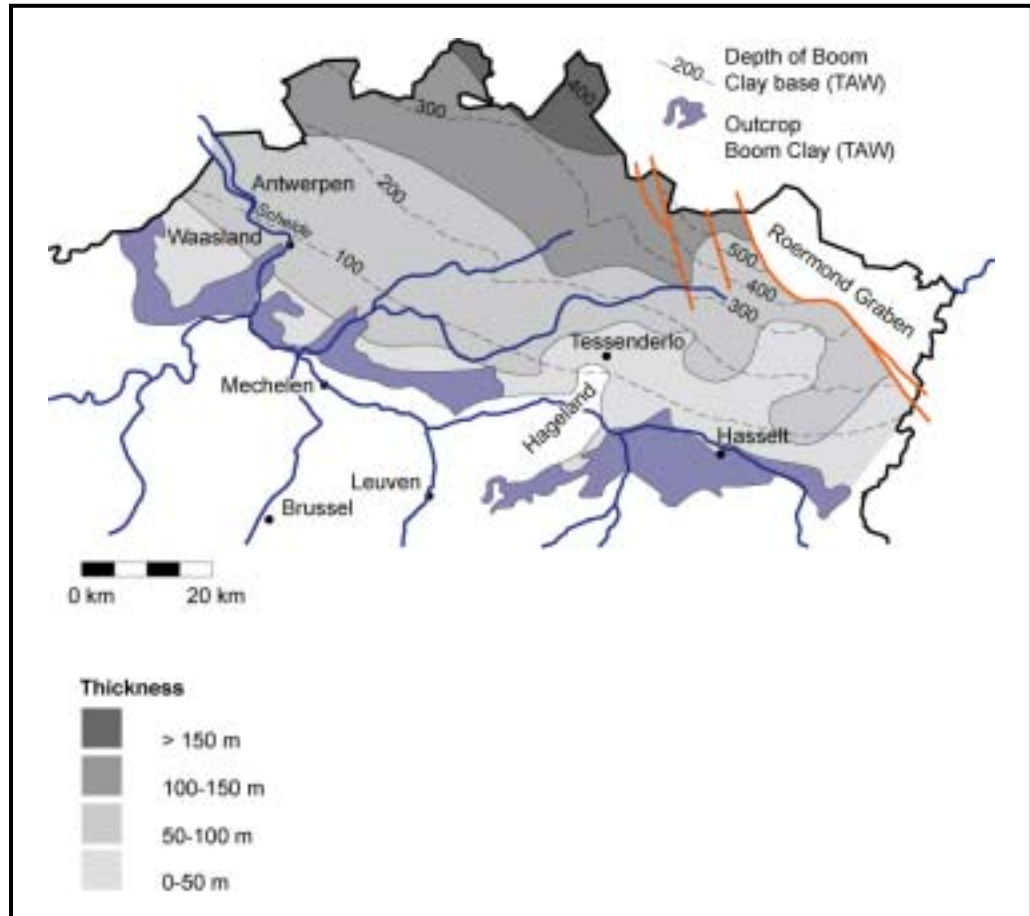 200
Depth of Boom
Clay base (TAW)
Outcrop
Boom Clay (TAW)
400
300
Antwerpen
200
Schelde
Waasland
100
500
400
300
Roermond Graben
Tessenderlo
Mechelen
Hageland
Hasselt
Leuven
Brussel
0 km
20 km
Thickness
> 150 m
100-150 m
50-100 m
0-50 m